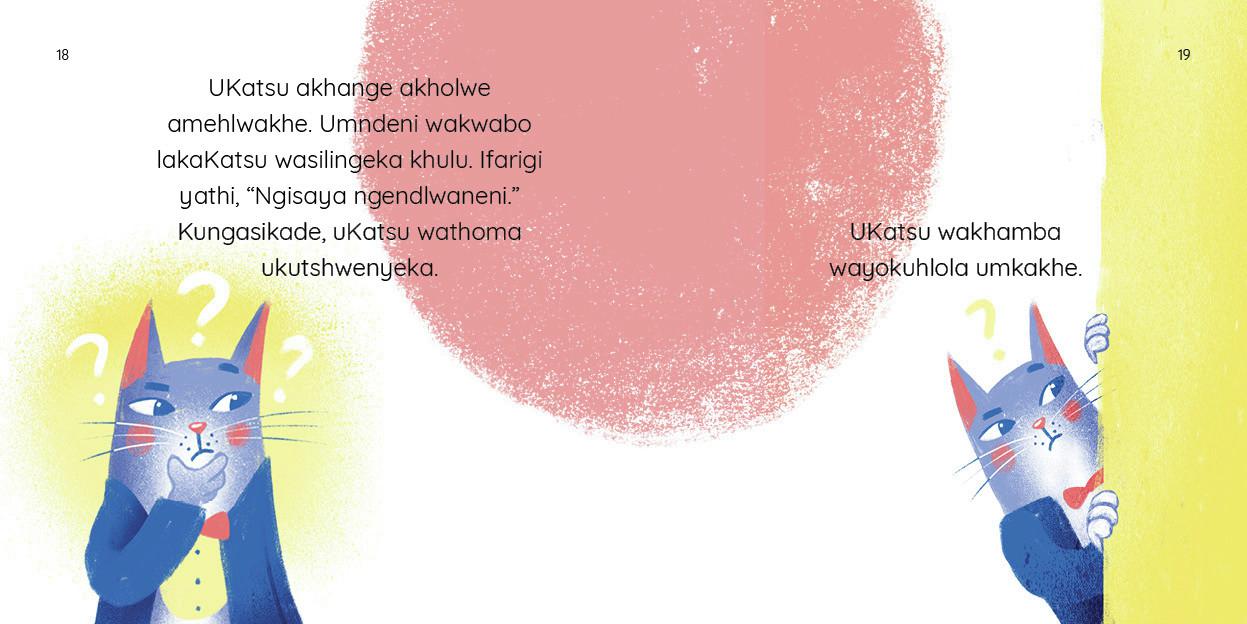 18
UKatsu akhange akholwe
amehlwakhe. Umndeni wakwabo
lakaKatsu wasilingeka khulu. Ifarigi
yathi, “Ngisaya ngendlwaneni.”
Kungasikade, uKatsu wathoma
ukutshwenyeka.
19
UKatsu wakhamba
wayokuhlola umkakhe.